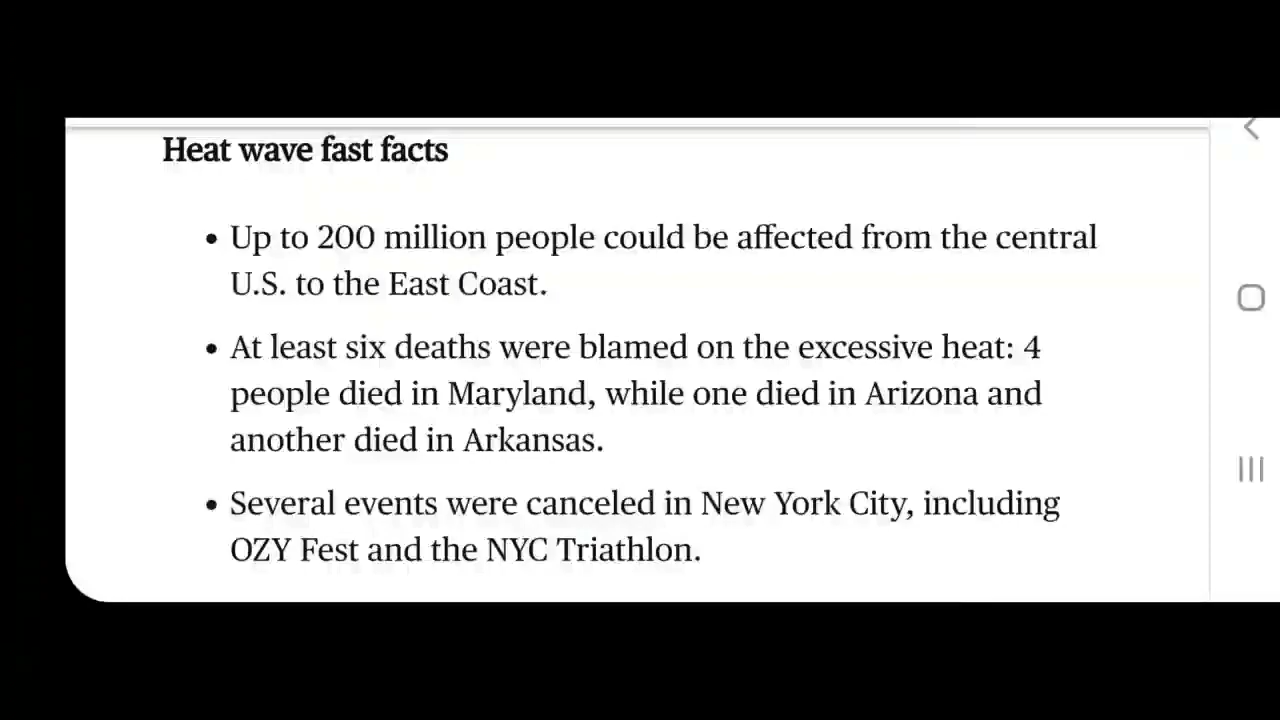 Heat wave fast facts
• Up to 200 million people could be affected from the central
U.S. to the East Coast.
• At least six deaths were blamed on the excessive heat: 4
people died in Maryland, while one died in Arizona and
another died in Arkansas.
• Several events were canceled in New York City, including
OZY Fest and the NYC Triathlon.